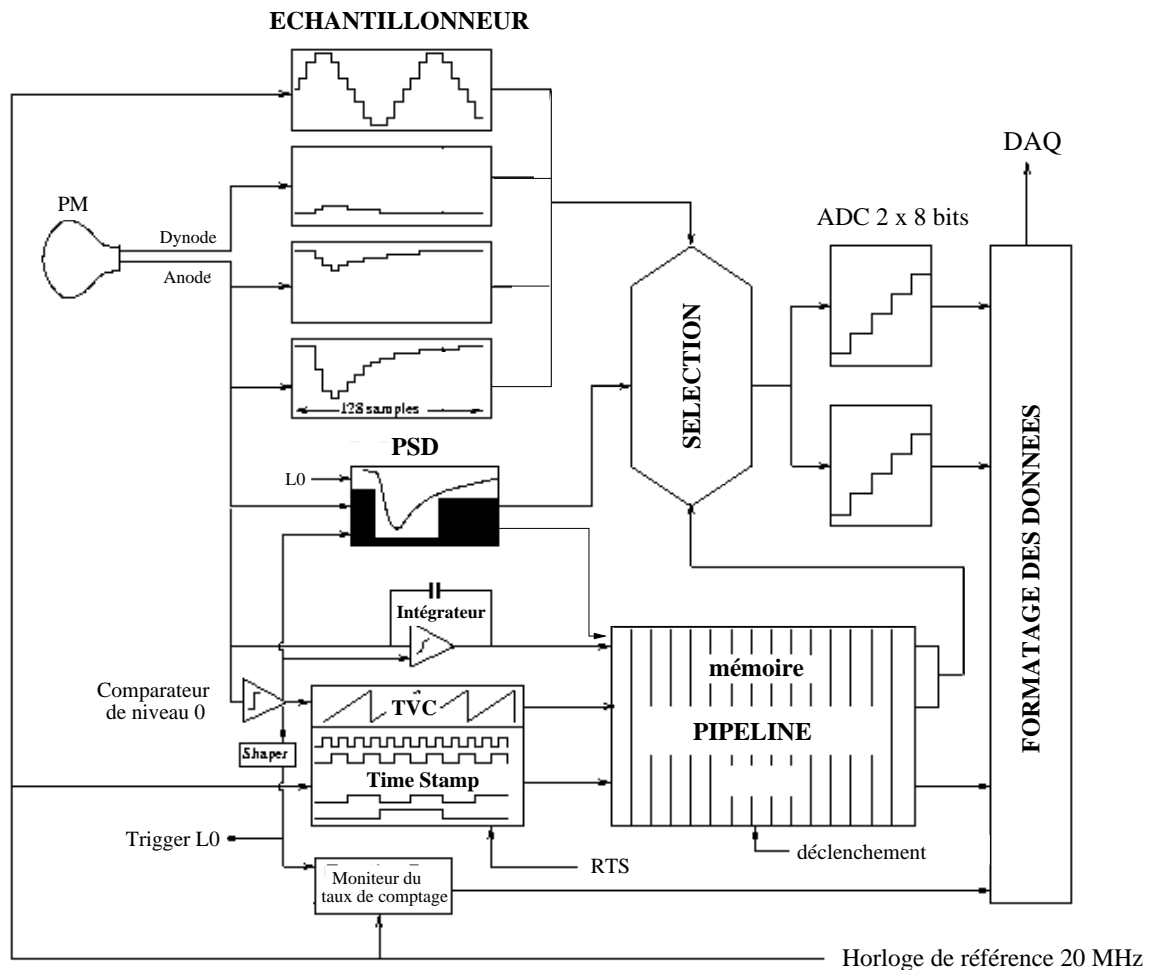 ECHANTILLONNEUR
DAQ
PM
Dynode
Anode
ADC 2 x 8 bits
128 samples
SELECTION
PSD
L0
FORMATAGE DES DONNEES
Intégrateur
mémoire
Comparateur
de niveau 0
TVC
PIPELINE
Shaper
Time Stamp
Trigger L0
RTS
déclenchement
Moniteur du
taux de comptage
Horloge de référence 20 MHz